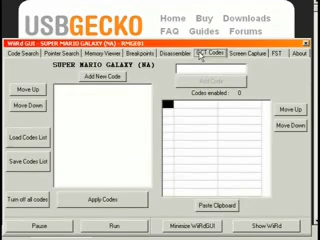 USBGECKO
Home Buy Downloads
FAQ Guides Forums
WiiRd GUI - SUPER MARIO GALAXY (NA) - RMGE01
Code Search Pointer Search Memory Viewer Breakpoints Disassembler GCT Codes Screen Capture FST About
SUPER MARIO GALAXY (NA)
Add New Code
Add Code
Codes enabled : 0
Move Up
Move Down
Move Up
Move Down
Load Codes List
Save Codes List
Turn off all codes
Apply Codes
Paste Clipboard
Pause Run Minimize WiiRdGUI Show WiiRd